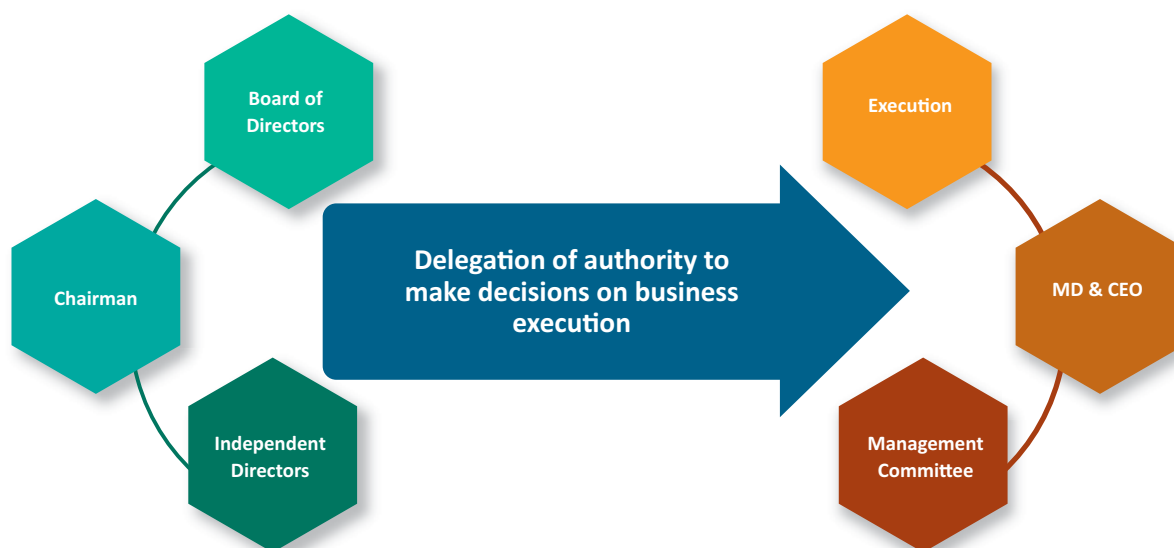 Board of
Directors
Chairman
Independent
Directors
Delegation of authority to
make decisions on business
execution
Execution
MD & CEO
Management
Committee